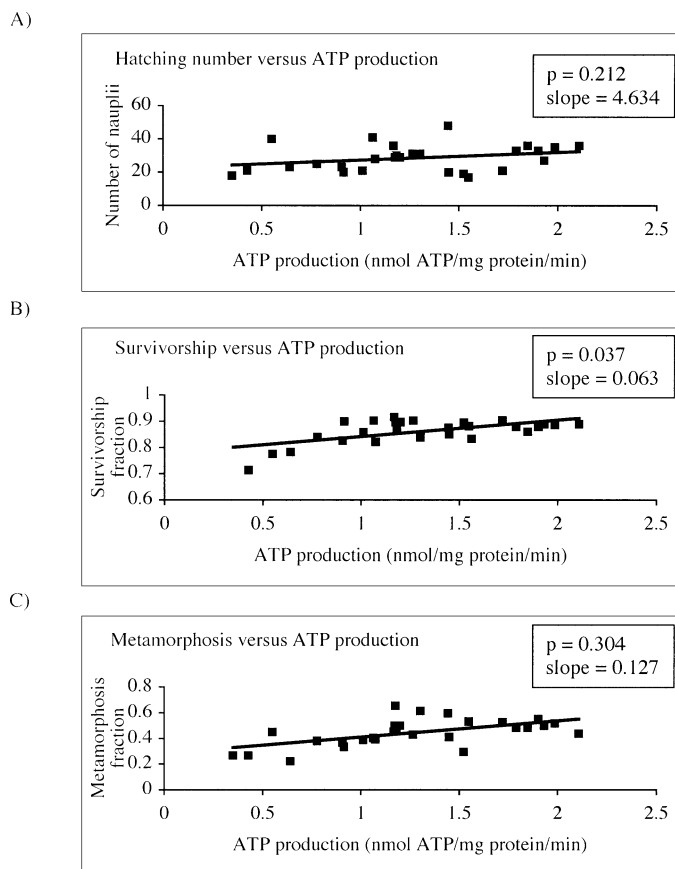 A)
Hatching number versus ATP production
p = 0.212
slope = 4.634
Number of nauplii
60
40
20
0
0
0.5
1
1.5
2
2.5
ATP production (nmol ATP/mg protein/min)
B)
Survivorship versus ATP production
p = 0.037
slope = 0.063
Survivorship
fraction
1
0.9
0.8
0.7
0.6
0
0.5
1
1.5
2
2.5
ATP production (nmol/mg protein/min)
C)
Metamorphosis versus ATP production
p = 0.304
slope = 0.127
Metamorphosis
fraction
0.8
0.6
0.4
0.2
0
0
0.5
1
1.5
2
2.5
ATP production (nmol ATP/mg protein/min)